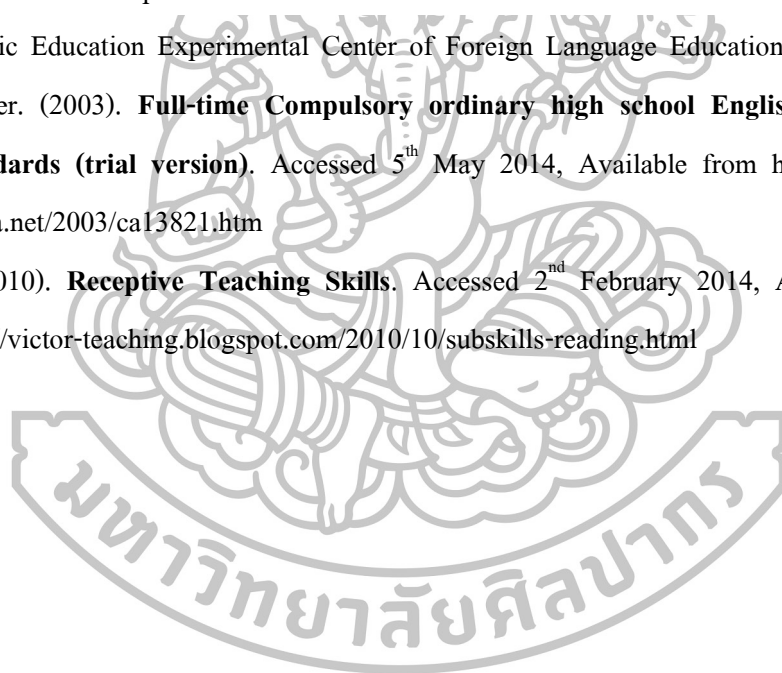 ic Education Experimental Center of Foreign Language Education
er. (2003). Full-time Compulsory ordinary high school Englis
dards (trial version). Accessed 5th May 2014, Available from h
a.net/2003/ca13821.htm
010). Receptive Teaching Skills. Accessed 2nd February 2014, A
/victor-teaching.blogspot.com/2010/10/subskills-reading.html
มหาวิทยาลัยศิลปากร